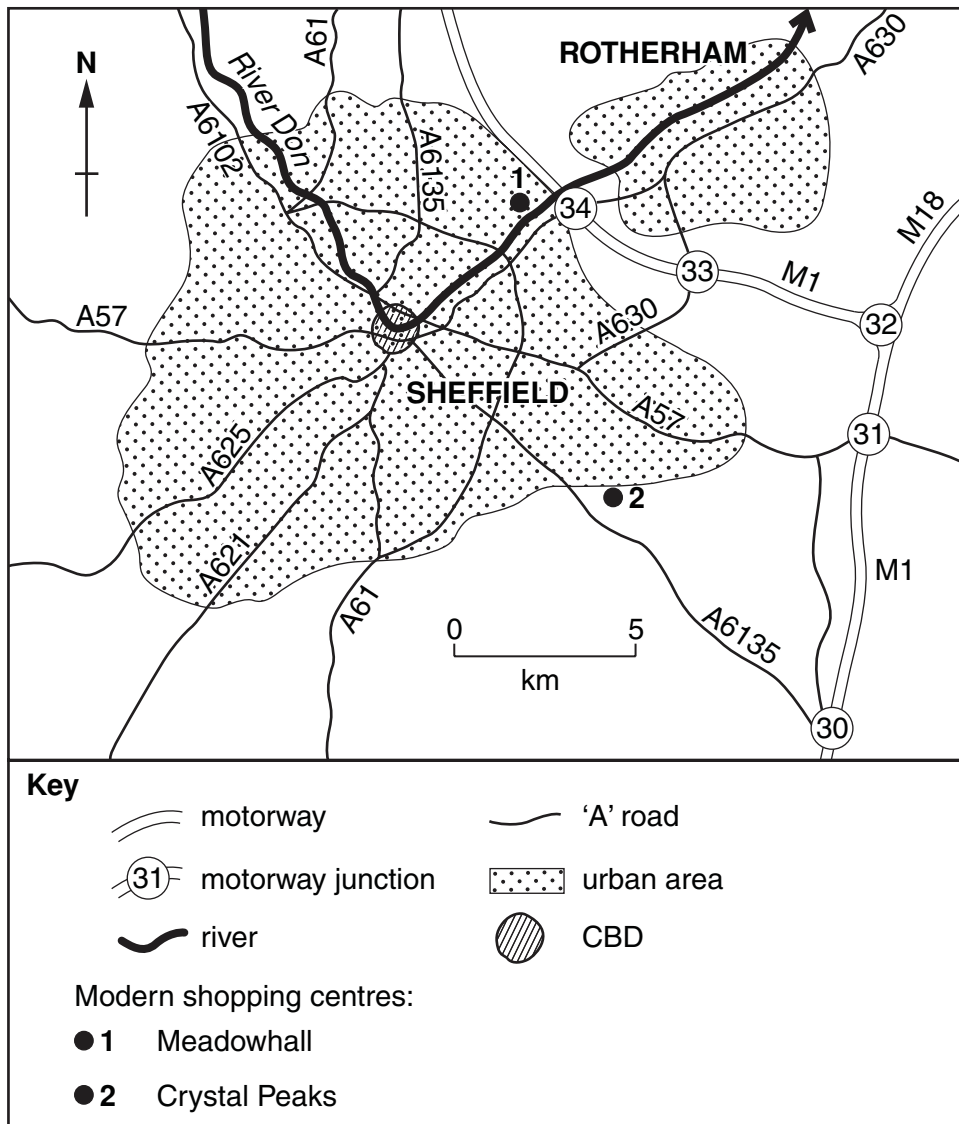 ROTHERHAM
A630
A61
N
River Don
A6102
A6135
1
34
M18
33
M1
32
A57
A630
SHEFFIELD
A57
31
A625
2
A621
A61
M1
0 5
km
A6135
30
Key
motorway
‘A’ road
31
motorway junction
urban area
river
CBD
Modern shopping centres:
1 Meadowhall
2 Crystal Peaks